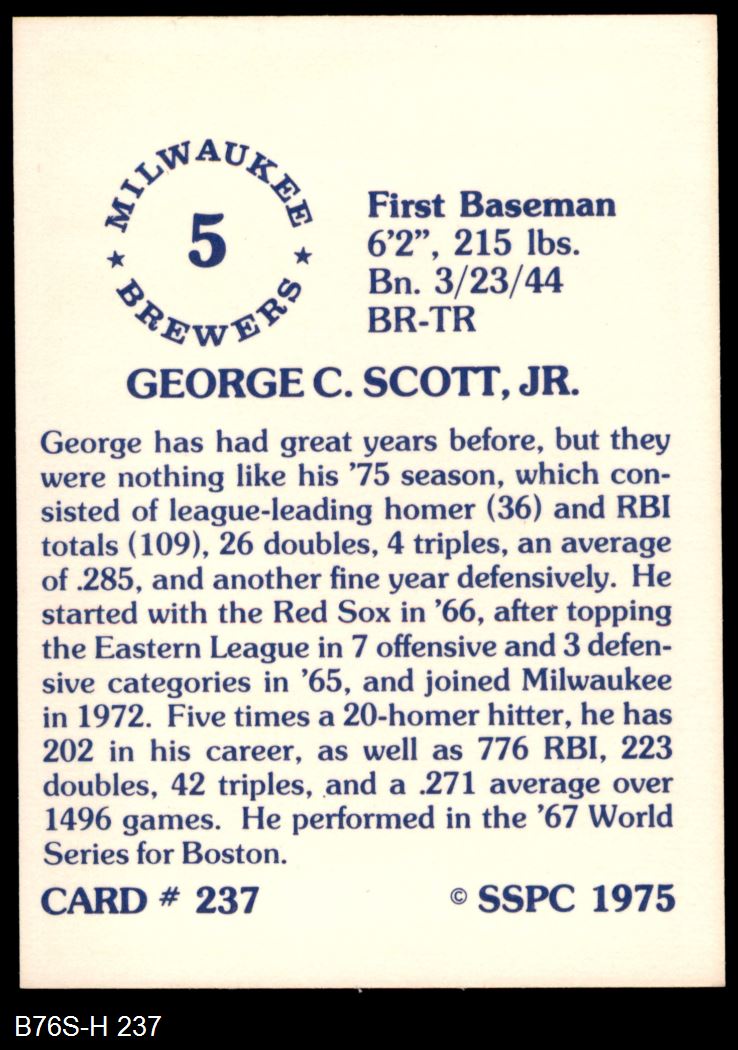 MILWAUKEE
5
BREWERS
First Baseman
6'2", 215 lbs.
Bn. 3/23/44
BR-TR
GEORGE C. SCOTT, JR.
George has had great years before, but they
were nothing like his '75 season, which con-
sisted of league-leading homer (36) and RBI
totals (109), 26 doubles, 4 triples, an average
of .285, and another fine year defensively. He
started with the Red Sox in '66, after topping
the Eastern League in 7 offensive and 3 defen-
sive categories in '65, and joined Milwaukee
in 1972. Five times a 20-homer hitter, he has
202 in his career, as well as 776 RBI, 223
doubles, 42 triples, and a .271 average over
1496 games. He performed in the '67 World
Series for Boston.
CARD # 237 © SSPC 1975
B76S-H 237